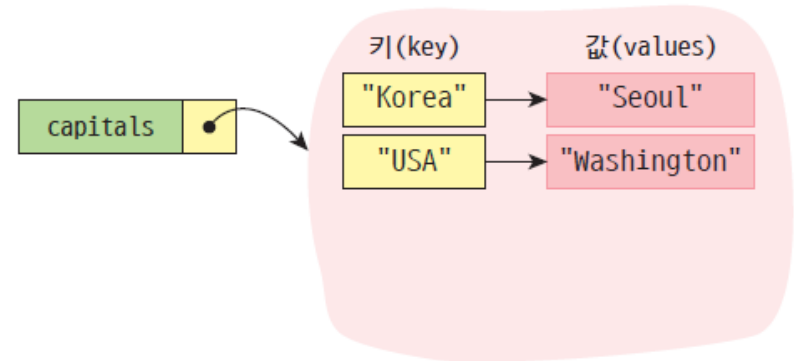 키(key) 값(values)
capitals "Korea" "Seoul"
"USA" "Washington"